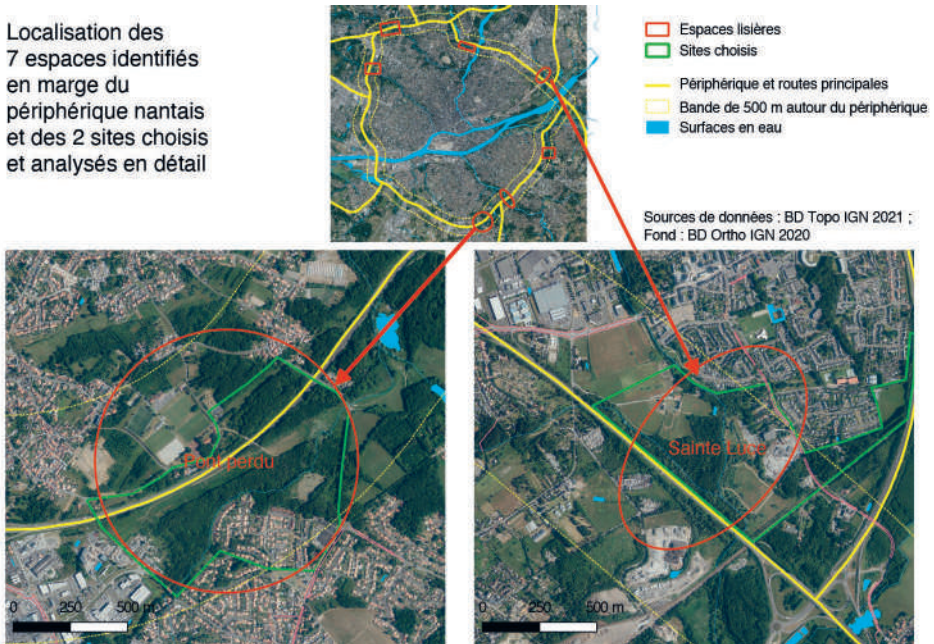 Localisation des
7 espaces identifiés
en marge du
périphérique nantais
et des 2 sites choisis
et analysés en détail
Espaces lisières
Sites choisis
Périphérique et routes principales
Bande de 500 m autour du périphérique
Surfaces en eau
Sources de données : BD Topo IGN 2021 ;
Fond : BD Ortho IGN 2020
Pont perdu
Sainte Luce
0 250 500 m
0 250 500 m